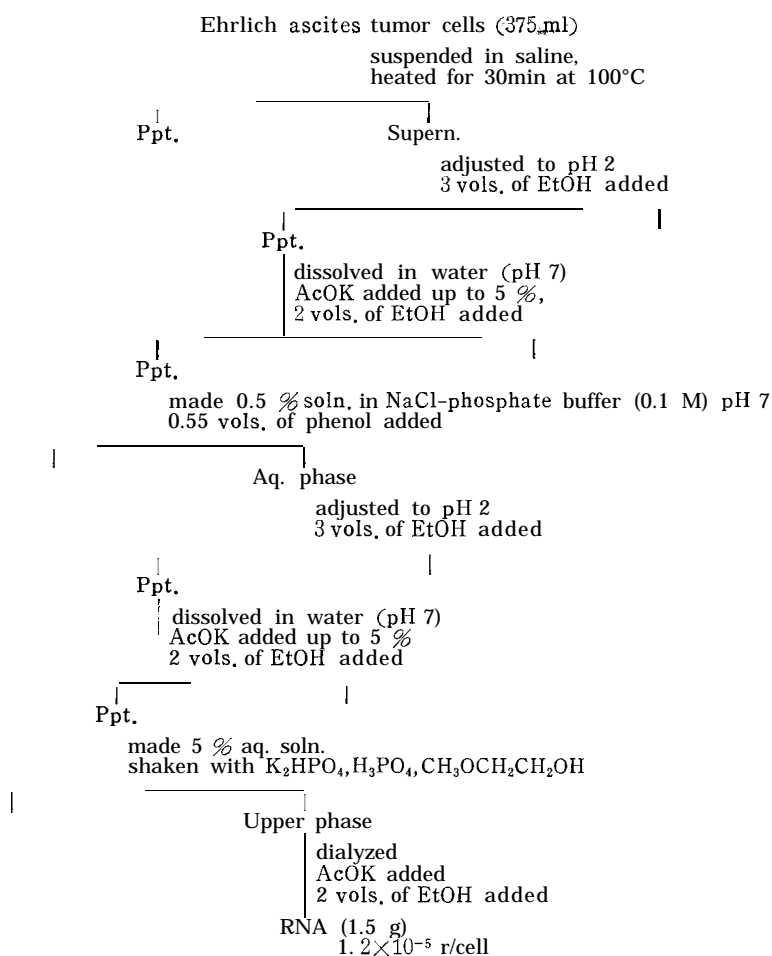 Ehrlich ascites tumor cells (375 ml)
suspended in saline,
heated for 30min at 100°C
Ppt. Supern.
adjusted to pH 2
3 vols. of EtOH added
Ppt.
dissolved in water (pH 7)
AcOK added up to 5 %,
2 vols. of EtOH added
Ppt.
made 0.5 % soln. in NaCl-phosphate buffer (0.1 M) pH 7
0.55 vols. of phenol added
Aq. phase
adjusted to pH 2
3 vols. of EtOH added
Ppt.
dissolved in water (pH 7)
AcOK added up to 5 %
2 vols. of EtOH added
Ppt.
made 5 % aq. soln.
shaken with K₂HPO₄, H₃PO₄, CH₃OCH₂CH₂OH
Upper phase
dialyzed
AcOK added
2 vols. of EtOH added
RNA (1.5 g)
1. 2×10⁻⁵ r/cell